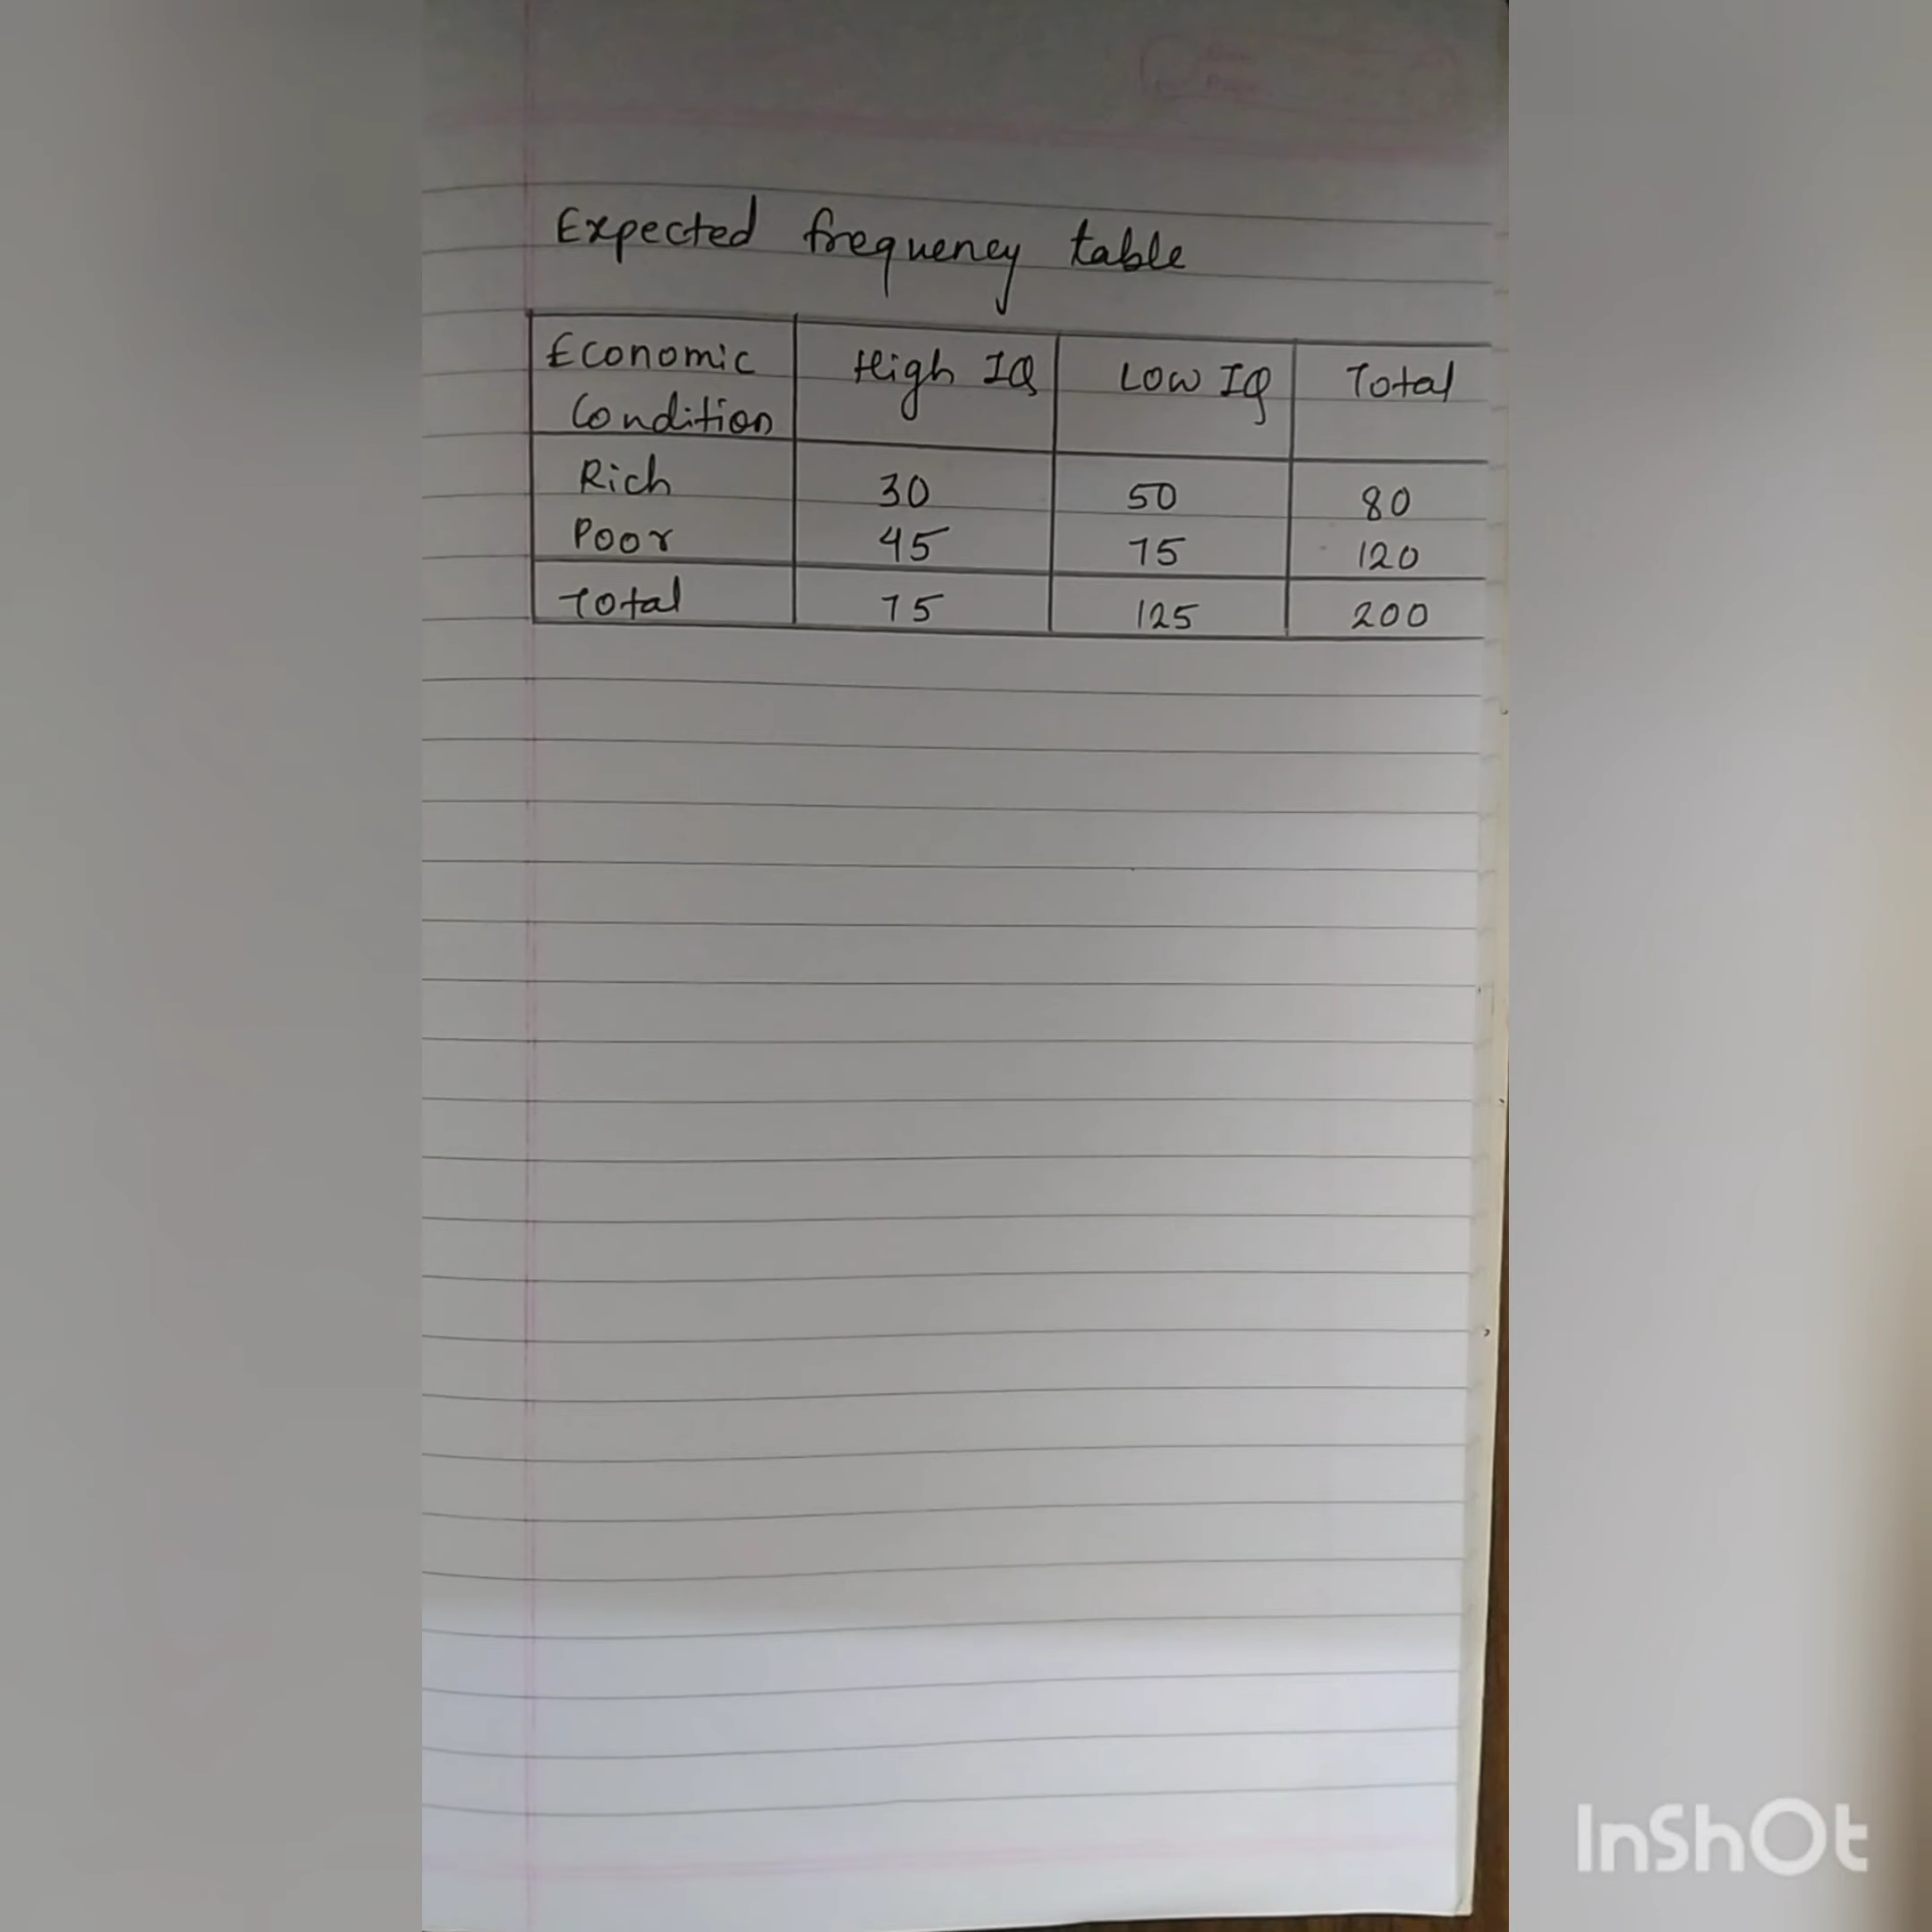 Expected frequency table
Economic Condition High IQ Low IQ Total
Rich 30 50 80
Poor 45 75 120
Total 75 125 200
InShOt